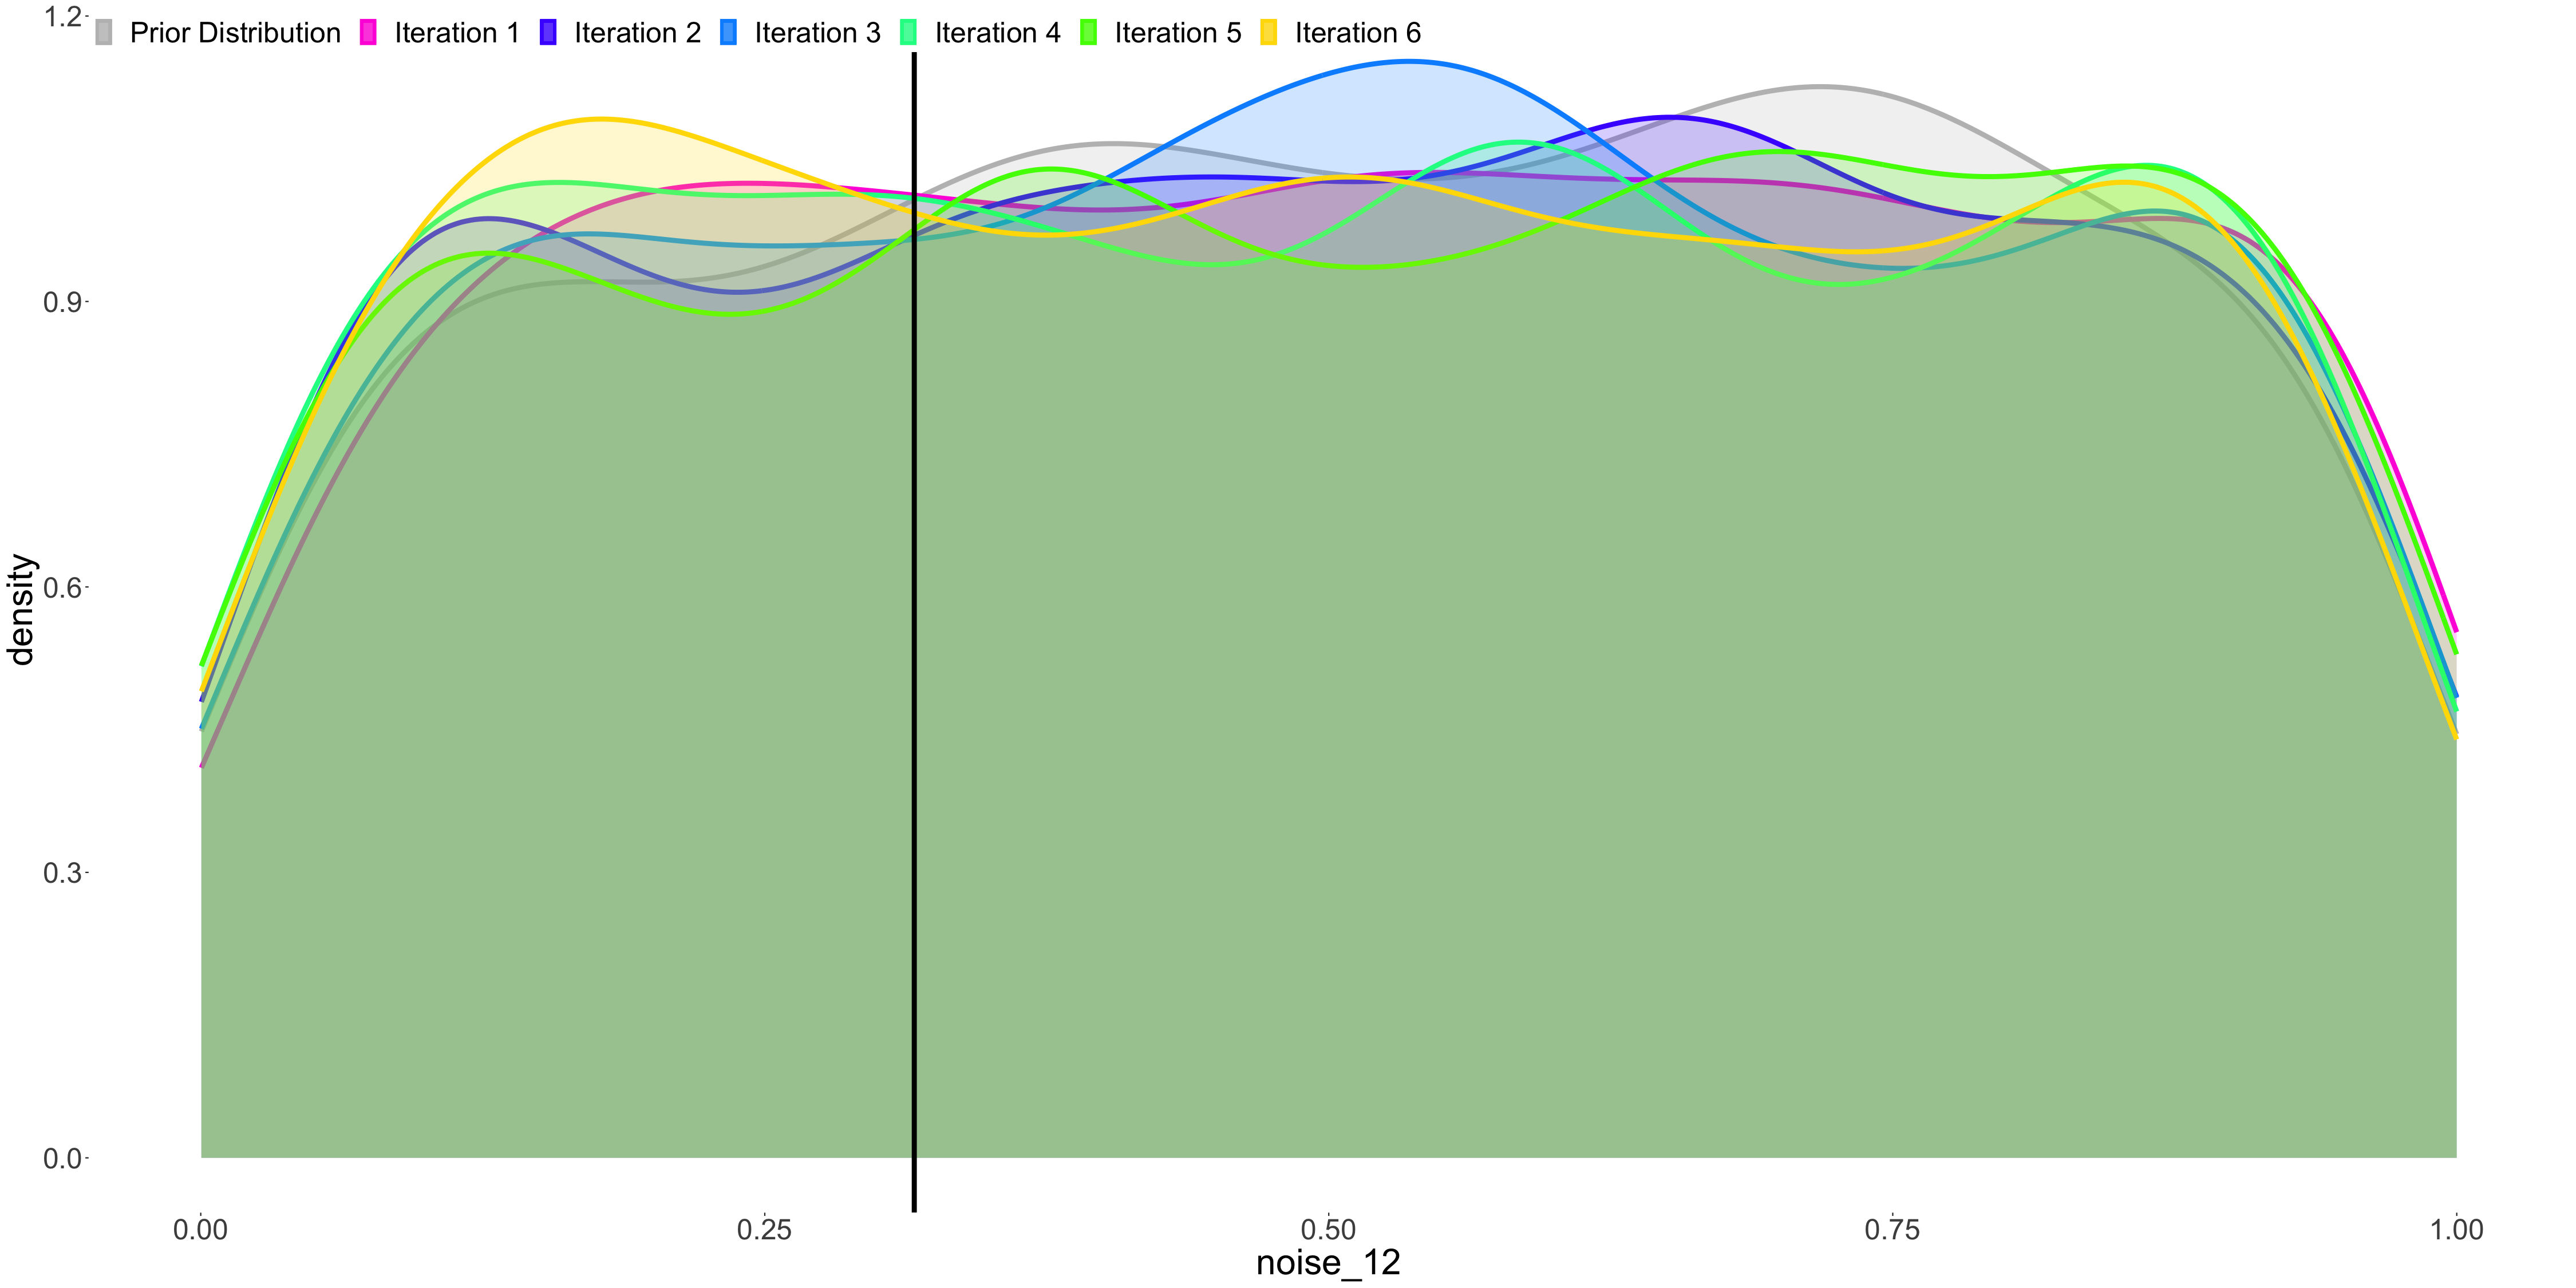 Prior Distribution Iteration 1 Iteration 2 Iteration 3 Iteration 4 Iteration 5 Iteration 6
1.2
0.9
0.6
0.3
0.0
density
0.00 0.25 0.50 0.75 1.00
noise_12